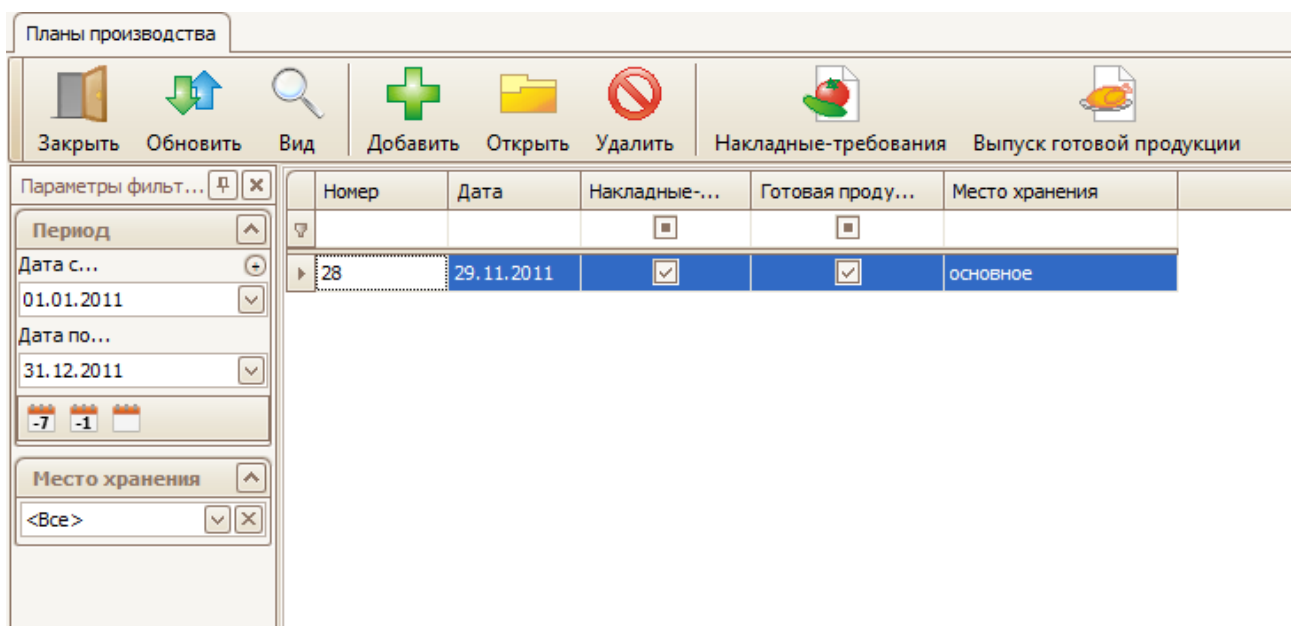 Планы производства
Закрыть Обновить Вид Добавить Открыть Удалить Накладные-требования Выпуск готовой продукции
Параметры фильт...
Номер Дата Накладные-... Готовая проду... Место хранения
Период
Дата с...
28 29.11.2011 основное
01.01.2011
Дата по...
31.12.2011
-7 -1
Место хранения
<Все>